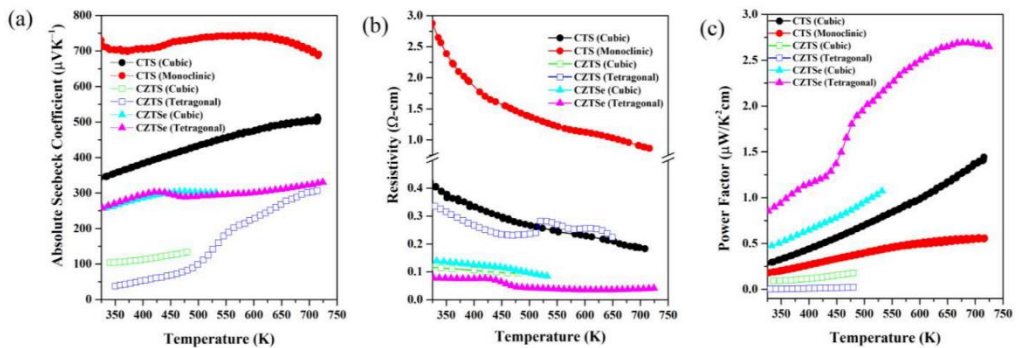 (a)
Absolute Seebeck Coefficient (μVK⁻¹)
800
700
600
500
400
300
200
100
0
CTS (Cubic)
CTS (Monoclinic)
CZTS (Cubic)
CZTS (Tetragonal)
CZTSe (Cubic)
CZTSe (Tetragonal)
350 400 450 500 550 600 650 700 750
Temperature (K)
(b)
Resistivity (Ω-cm)
2.5
2.0
1.5
1.0
0.4
0.3
0.2
0.1
0.0
CTS (Cubic)
CTS (Monoclinic)
CZTS (Cubic)
CZTS (Tetragonal)
CZTSe (Cubic)
CZTSe (Tetragonal)
350 400 450 500 550 600 650 700 750
Temperature (K)
(c)
Power Factor (μW/K²cm)
3.0
2.5
2.0
1.5
1.0
0.5
0.0
CTS (Cubic)
CTS (Monoclinic)
CZTS (Cubic)
CZTS (Tetragonal)
CZTSe (Cubic)
CZTSe (Tetragonal)
350 400 450 500 550 600 650 700 750
Temperature (K)